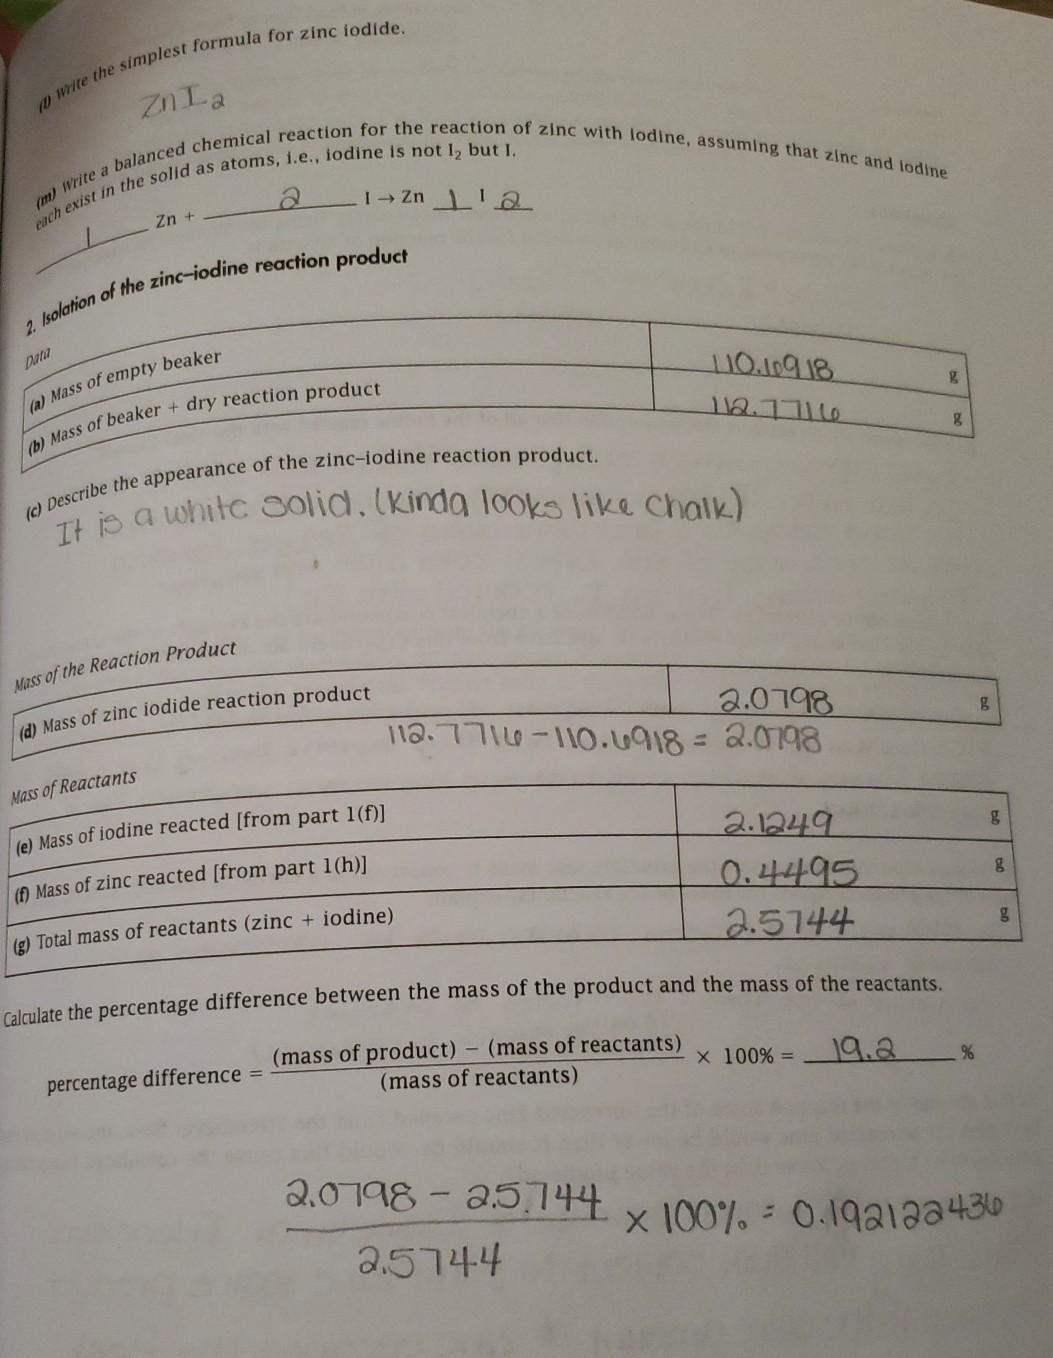 (l) Write the simplest formula for zinc iodide.
ZnI2
(m) Write a balanced chemical reaction for the reaction of zinc with iodine, assuming that zinc and iodine
each exist in the solid as atoms, i.e., iodine is not I₂ but I.
1 Zn + 2 I → Zn 1 I 2
2. Isolation of the zinc–iodine reaction product
Data
(a) Mass of empty beaker 110.6918 g
(b) Mass of beaker + dry reaction product 112.7716 g
(c) Describe the appearance of the zinc–iodine reaction product.
It is a white solid. (Kinda looks like chalk)
Mass of the Reaction Product
(d) Mass of zinc iodide reaction product 2.0798 g
112.7716 - 110.6918 = 2.0798
Mass of Reactants
(e) Mass of iodine reacted [from part 1(f)] 2.1249 g
(f) Mass of zinc reacted [from part 1(h)] 0.4495 g
(g) Total mass of reactants (zinc + iodine) 2.5744 g
Calculate the percentage difference between the mass of the product and the mass of the reactants.
percentage difference = (mass of product) − (mass of reactants) / (mass of reactants) × 100% = 19.2 %
2.0798 - 2.5744
x 100% = 0.192122436
2.5744